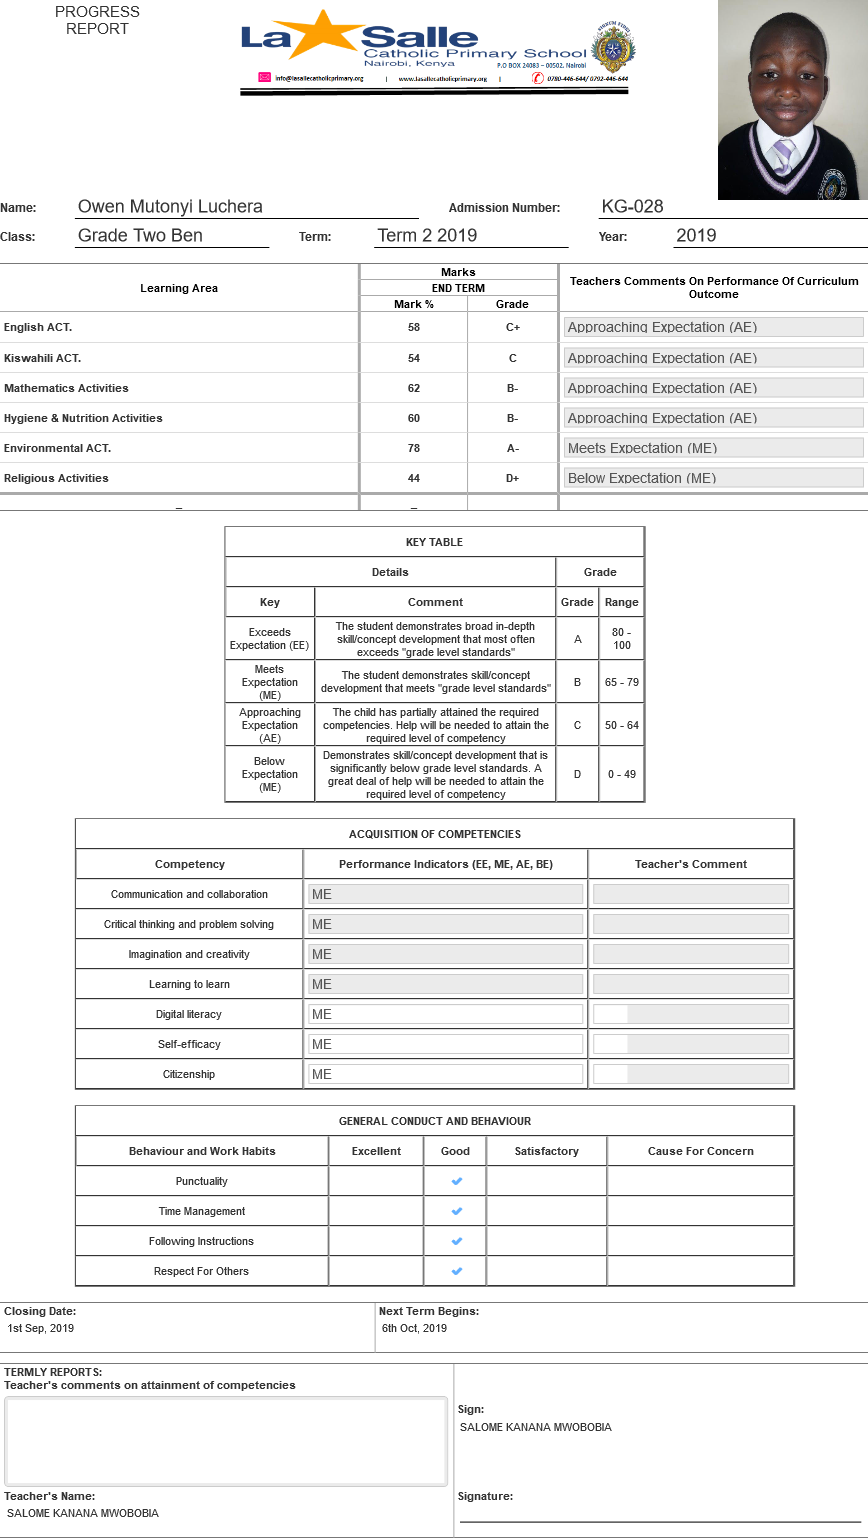 PROGRESS
REPORT
La Salle
Catholic Primary School
Nairobi, Kenya
P.O BOX 24083 – 00502, Nairobi
info@lasallecatholicprimary.org | www.lasallecatholicprimary.org | 0780-446-644/ 0792-446-644
Name: Owen Mutonyi Luchera Admission Number: KG-028
Class: Grade Two Ben Term: Term 2 2019 Year: 2019
Learning Area Marks Teachers Comments On Performance Of Curriculum Outcome
END TERM
Mark % Grade
English ACT. 58 C+ Approaching Expectation (AE)
Kiswahili ACT. 54 C Approaching Expectation (AE)
Mathematics Activities 62 B- Approaching Expectation (AE)
Hygiene & Nutrition Activities 60 B- Approaching Expectation (AE)
Environmental ACT. 78 A- Meets Expectation (ME)
Religious Activities 44 D+ Below Expectation (ME)
_ _
KEY TABLE
Details Grade
Key Comment Grade Range
Exceeds Expectation (EE) The student demonstrates broad in-depth skill/concept development that most often exceeds "grade level standards" A 80 - 100
Meets Expectation (ME) The student demonstrates skill/concept development that meets "grade level standards" B 65 - 79
Approaching Expectation (AE) The child has partially attained the required competencies. Help will be needed to attain the required level of competency C 50 - 64
Below Expectation (ME) Demonstrates skill/concept development that is significantly below grade level standards. A great deal of help will be needed to attain the required level of competency D 0 - 49
ACQUISITION OF COMPETENCIES
Competency Performance Indicators (EE, ME, AE, BE) Teacher's Comment
Communication and collaboration ME
Critical thinking and problem solving ME
Imagination and creativity ME
Learning to learn ME
Digital literacy ME
Self-efficacy ME
Citizenship ME
GENERAL CONDUCT AND BEHAVIOUR
Behaviour and Work Habits Excellent Good Satisfactory Cause For Concern
Punctuality
Time Management
Following Instructions
Respect For Others
Closing Date: Next Term Begins:
1st Sep, 2019 6th Oct, 2019
TERMLY REPORTS:
Teacher's comments on attainment of competencies
Sign:
SALOME KANANA MWOBOBIA
Teacher's Name: Signature:
SALOME KANANA MWOBOBIA